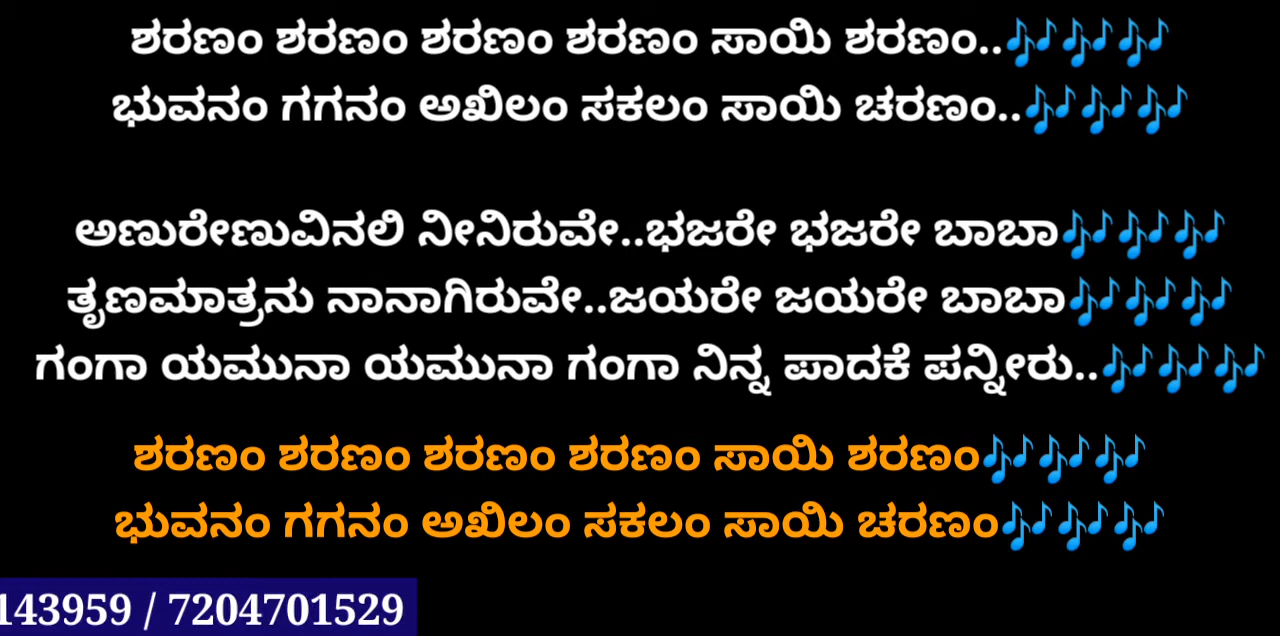 ಶರಣಂ ಶರಣಂ ಶರಣಂ ಶರಣಂ ಸಾಯಿ ಶರಣಂ..🎶🎶🎶
ಭುವನಂ ಗಗನಂ ಅಖಿಲಂ ಸಕಲಂ ಸಾಯಿ ಚರಣಂ..🎶🎶🎶
ಅಣುರೇಣುವಿನಲಿ ನೀನಿರುವೇ..ಭಜರೇ ಭಜರೇ ಬಾಬಾ🎶🎶🎶
ತೃಣಮಾತ್ರನು ನಾನಾಗಿರುವೇ..ಜಯರೇ ಜಯರೇ ಬಾಬಾ🎶🎶🎶
ಗಂಗಾ ಯಮುನಾ ಯಮುನಾ ಗಂಗಾ ನಿನ್ನ ಪಾದಕೆ ಪನ್ನೀರು..🎶🎶🎶
ಶರಣಂ ಶರಣಂ ಶರಣಂ ಶರಣಂ ಸಾಯಿ ಶರಣಂ🎶🎶🎶
ಭುವನಂ ಗಗನಂ ಅಖಿಲಂ ಸಕಲಂ ಸಾಯಿ ಚರಣಂ🎶🎶🎶
143959 / 7204701529